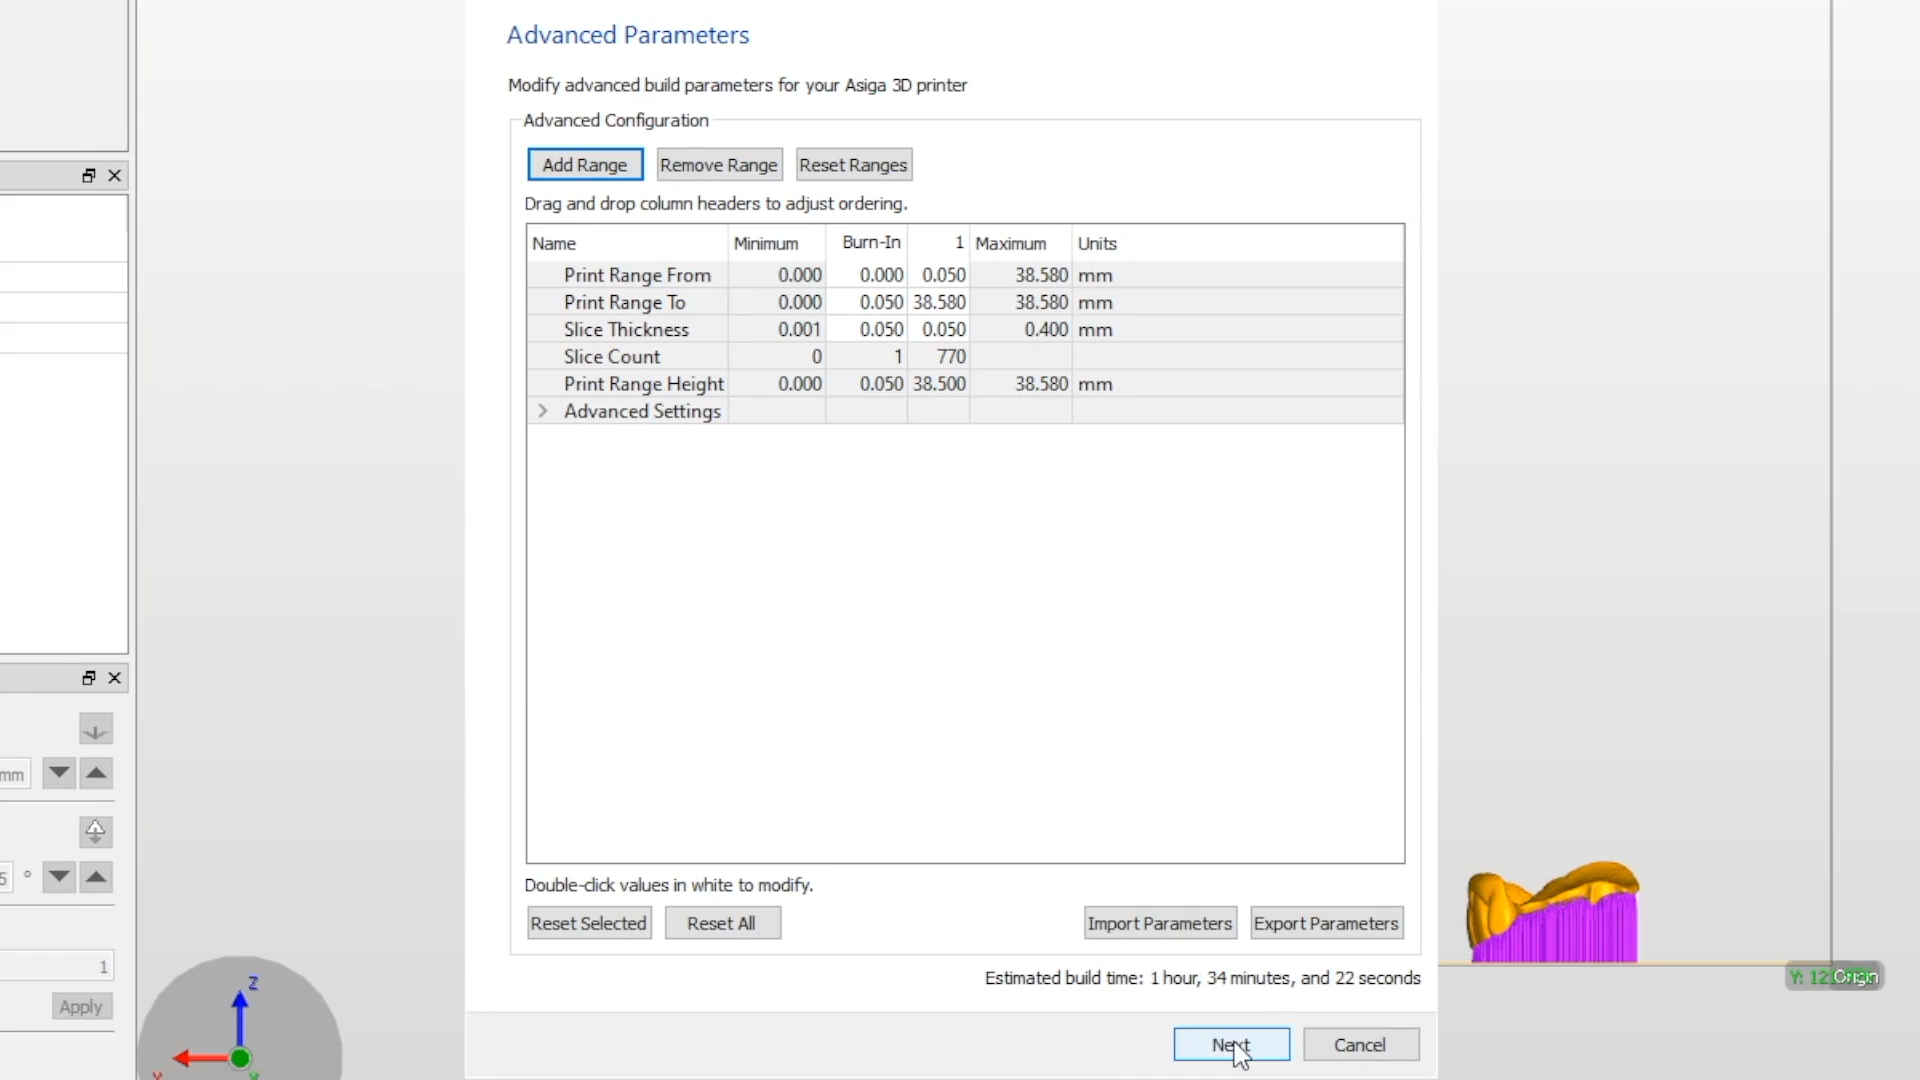 Advanced Parameters
Modify advanced build parameters for your Asiga 3D printer
Advanced Configuration
Add Range Remove Range Reset Ranges
Drag and drop column headers to adjust ordering.
Name Minimum Burn-In 1 Maximum Units
Print Range From 0.000 0.000 0.050 38.580 mm
Print Range To 0.000 0.050 38.580 38.580 mm
Slice Thickness 0.001 0.050 0.050 0.400 mm
Slice Count 0 1 770
Print Range Height 0.000 0.050 38.500 38.580 mm
Advanced Settings
mm
5 °
1
Apply
Z
Double-click values in white to modify.
Reset Selected Reset All Import Parameters Export Parameters
Estimated build time: 1 hour, 34 minutes, and 22 seconds
Origin
Next Cancel